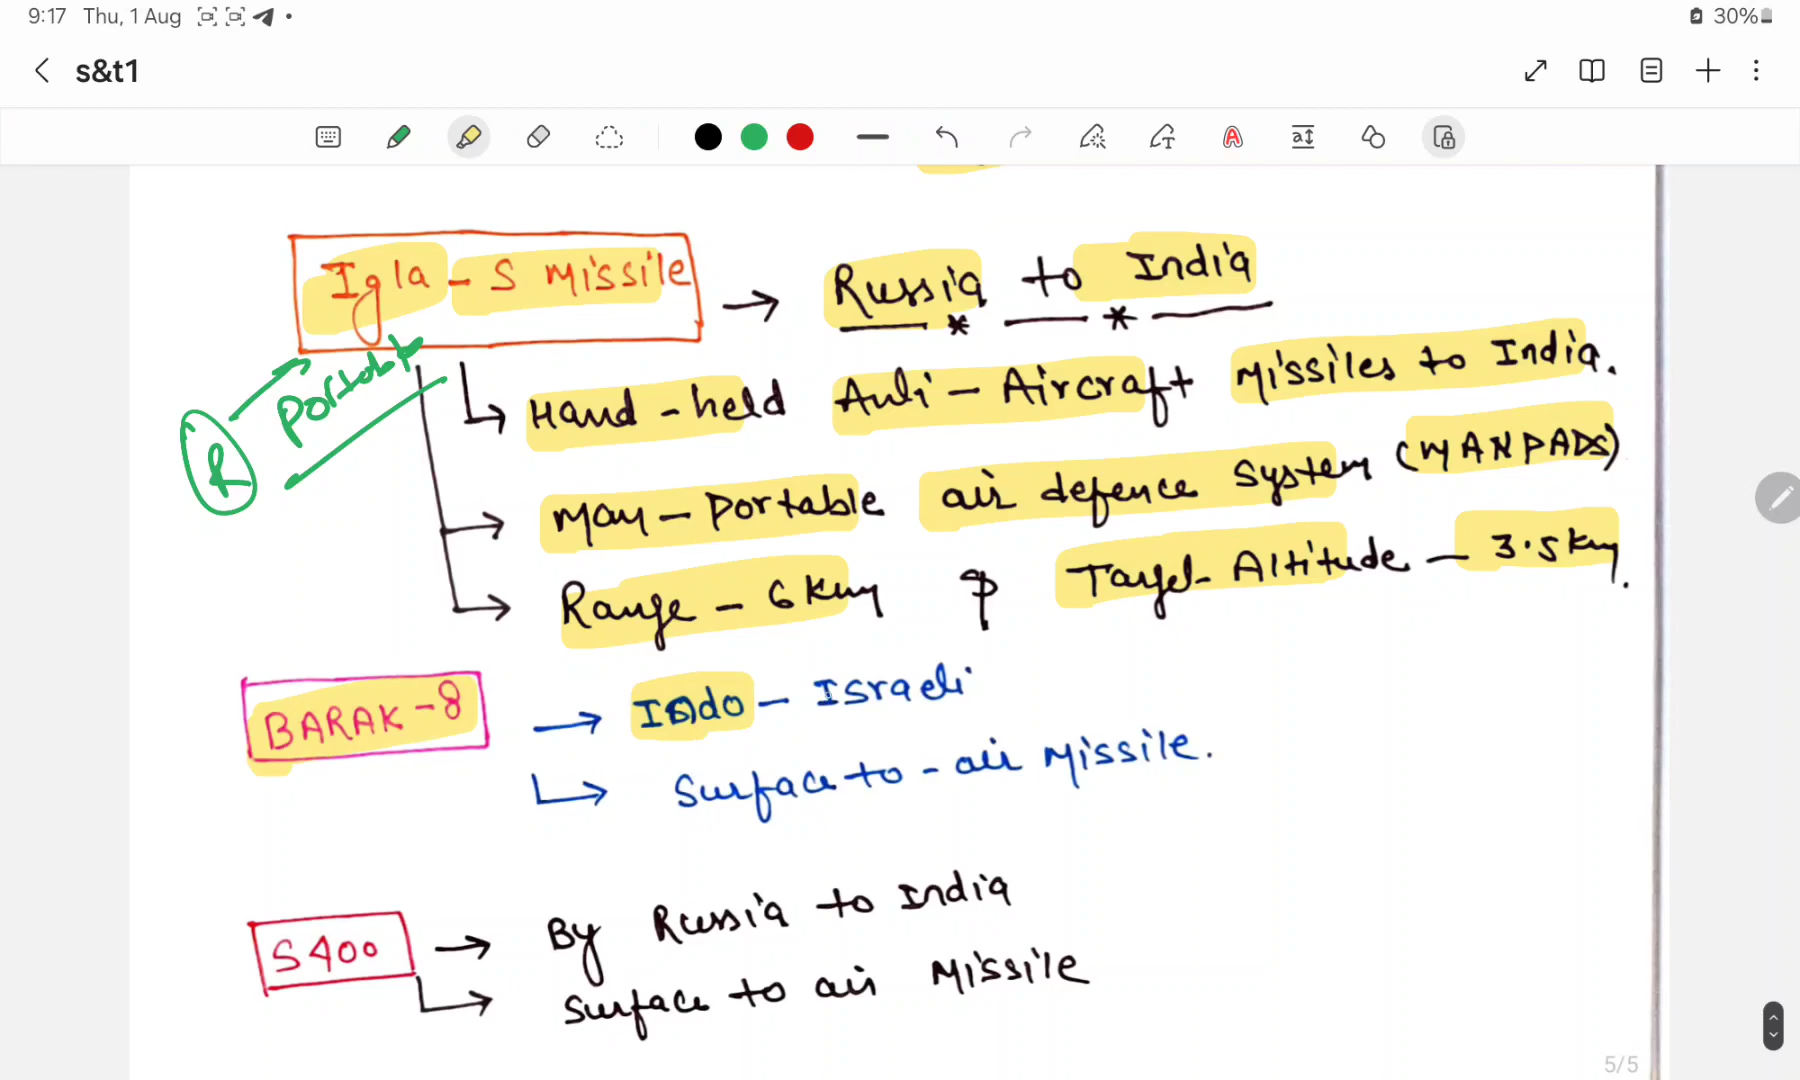 9:17 Thu, 1 Aug
30%
s&t1
Igla - S Missile → Russia to India
R
portabl
Hand-held Anti-Aircraft Missiles to India.
Man-Portable air defence system (MANPADS)
Range - 6 km & Target Altitude - 3.5 km.
BARAK-8 → Indo - Israeli
Surface to-air Missile.
S400 → By Russia to India
Surface to air Missile
5/5